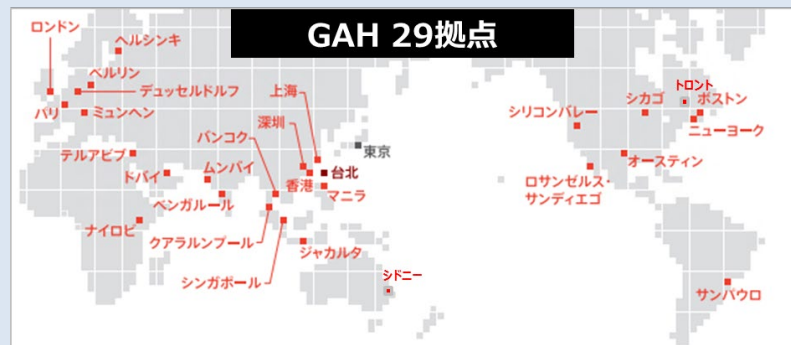 GAH 29拠点
ロンドン
ヘルシンキ
ベルリン
デュッセルドルフ
パリ
ミュンヘン
テルアビブ
ドバイ
ムンバイ
ベンガルール
ナイロビ
バンコク
上海
深圳
香港
台北
東京
マニラ
クアラルンプール
シンガポール
ジャカルタ
シドニー
シリコンバレー
シカゴ
トロント
ボストン
ニューヨーク
オースティン
ロサンゼルス・
サンディエゴ
サンパウロ